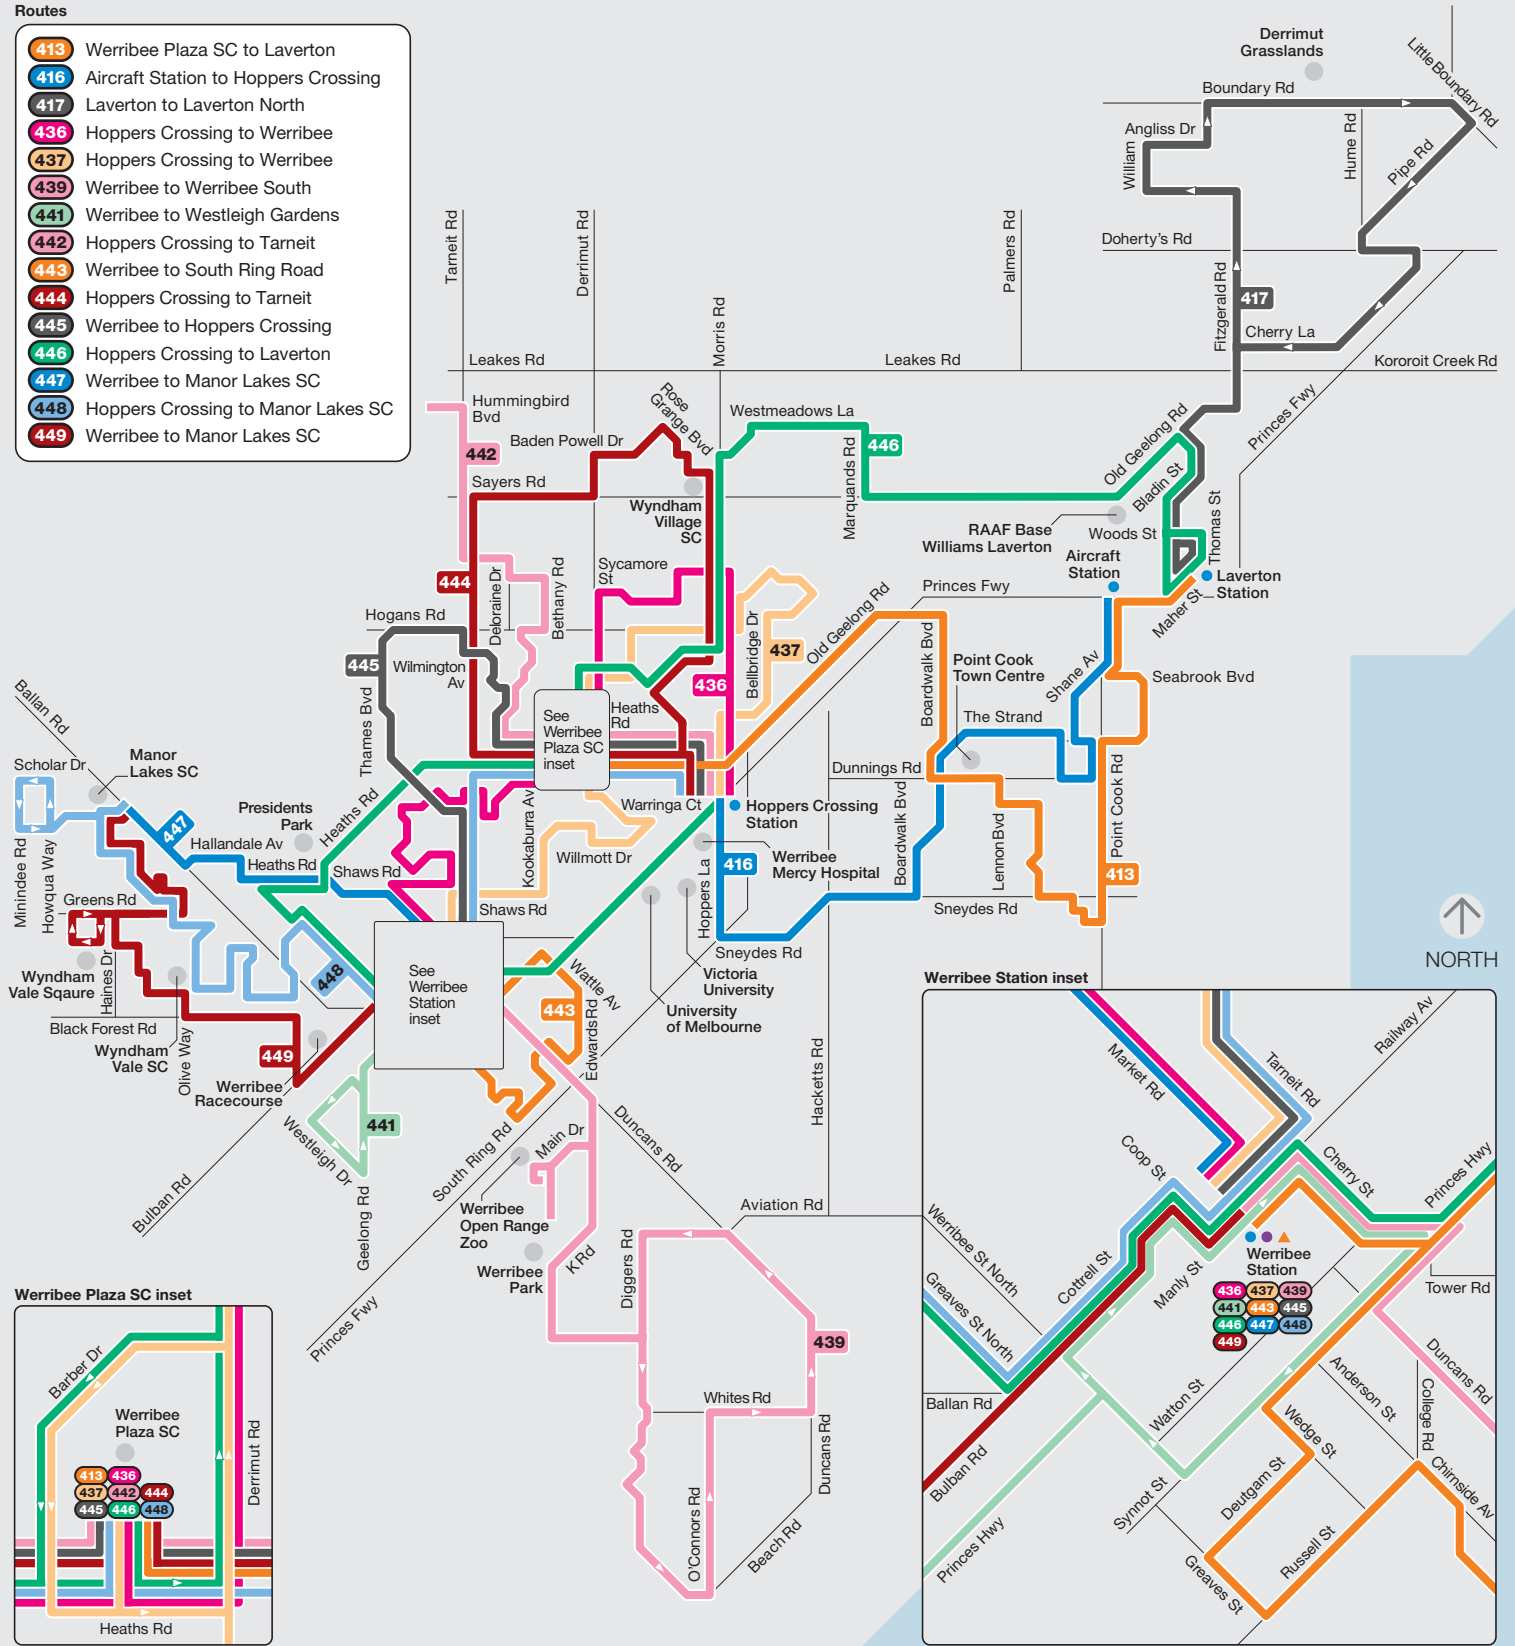 Routes
413 Werribee Plaza SC to Laverton
416 Aircraft Station to Hoppers Crossing
417 Laverton to Laverton North
436 Hoppers Crossing to Werribee
437 Hoppers Crossing to Werribee
439 Werribee to Werribee South
441 Werribee to Westleigh Gardens
442 Hoppers Crossing to Tarneit
443 Werribee to South Ring Road
444 Hoppers Crossing to Tarneit
445 Werribee to Hoppers Crossing
446 Hoppers Crossing to Laverton
447 Werribee to Manor Lakes SC
448 Hoppers Crossing to Manor Lakes SC
449 Werribee to Manor Lakes SC
Derrimut
Grasslands
Little Boundary Rd
Boundary Rd
Angliss Dr
William
Hume Rd
Pipe Rd
Doherty's Rd
Fitzgerald Rd
417
Cherry La
Kororoit Creek Rd
Princes Fwy
Tarneit Rd
Derrimut Rd
Morris Rd
Palmers Rd
Leakes Rd
Leakes Rd
Hummingbird
Bvd
442
Baden Powell Dr
Rose
Grange Bvd
Westmeadows La
446
Marquands Rd
Old Geelong Rd
Bladin St
Sayers Rd
Wyndham
Village
SC
RAAF Base
Williams Laverton
Woods St
Thomas St
Aircraft
Station
Laverton
Station
Maher St
Princes Fwy
444
Deloraine Dr
Bethany Rd
Sycamore
St
Hogans Rd
445
Wilmington
Av
Thames Bvd
Bellbridge Dr
437
Old Geelong Rd
436
Heaths
Rd
See
Werribee
Plaza SC
inset
Boardwalk Bvd
Point Cook
Town Centre
Shane Av
Seabrook Bvd
The Strand
Dunnings Rd
Point Cook Rd
Boardwalk Bvd
Lennon Bvd
413
Sneydes Rd
Ballan Rd
Scholar Dr
Manor
Lakes SC
447
Presidents
Park
Hallandale Av
Heaths Rd
Heaths Rd
Shaws Rd
Minindee Rd
Howqua Way
Greens Rd
Kookaburra Av
Warringa Ct
Willmott Dr
Shaws Rd
Hoppers Crossing
Station
416
Werribee
Mercy Hospital
Hoppers La
Sneydes Rd
Victoria
University
University
of Melbourne
Wyndham
Vale Sqaure
Haines Dr
Black Forest Rd
Wyndham
Vale SC
Olive Way
448
449
Werribee
Racecourse
See
Werribee
Station
inset
Wattle Av
443
Edwards Rd
Hacketts Rd
Westleigh Dr
441
Bulban Rd
Geelong Rd
South Ring Rd
Main Dr
Duncans Rd
Werribee
Open Range
Zoo
Werribee
Park
K Rd
Princes Fwy
Aviation Rd
Diggers Rd
439
Whites Rd
Duncans Rd
O'Connors Rd
Beach Rd
NORTH
Werribee Plaza SC inset
Barber Dr
Werribee
Plaza SC
413 436
437 442 444
445 446 448
Derrimut Rd
Heaths Rd
Werribee Station inset
Market Rd
Tarneit Rd
Railway Av
Coop St
Cherry St
Princes Hwy
Werribee St North
Greaves St North
Cottrell St
Manly St
Werribee
Station
436 437 439
441 443 445
446 447 448
449
Tower Rd
Duncans Rd
Ballan Rd
Bulban Rd
Watton St
Anderson St
College Rd
Wedge St
Chirnside Av
Deutgam St
Synnot St
Russell St
Greaves St
Princes Hwy